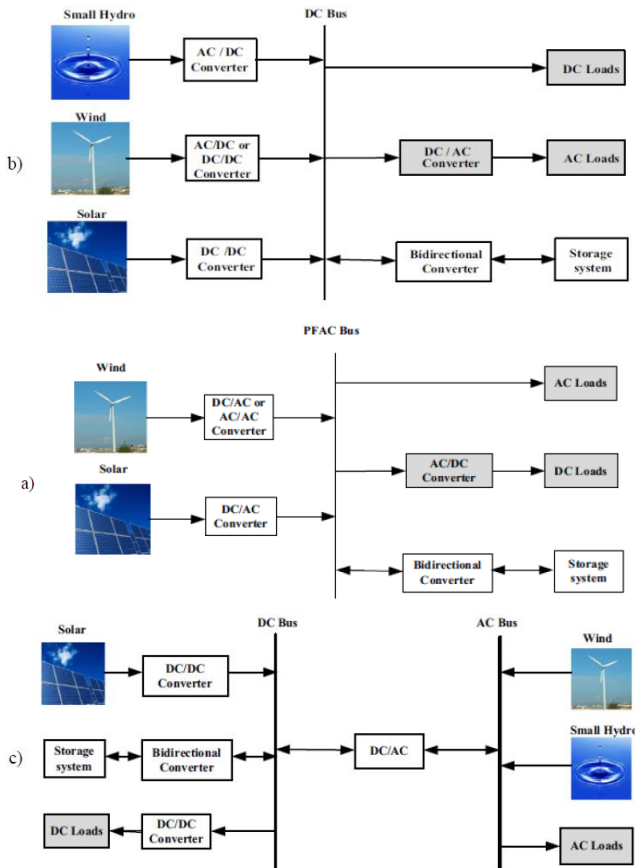 Small Hydro
DC Bus
AC / DC
Converter
DC Loads
Wind
b)
AC/DC or
DC/DC
Converter
DC / AC
Converter
AC Loads
Solar
DC /DC
Converter
Bidirectional
Converter
Storage
system
PFAC Bus
Wind
AC Loads
DC/AC or
AC/AC
Converter
a)
Solar
AC/DC
Converter
DC Loads
DC/AC
Converter
Bidirectional
Converter
Storage
system
Solar
DC Bus
AC Bus
Wind
DC/DC
Converter
c)
Storage
system
Bidirectional
Converter
DC/AC
Small Hydro
DC Loads
DC/DC
Converter
AC Loads